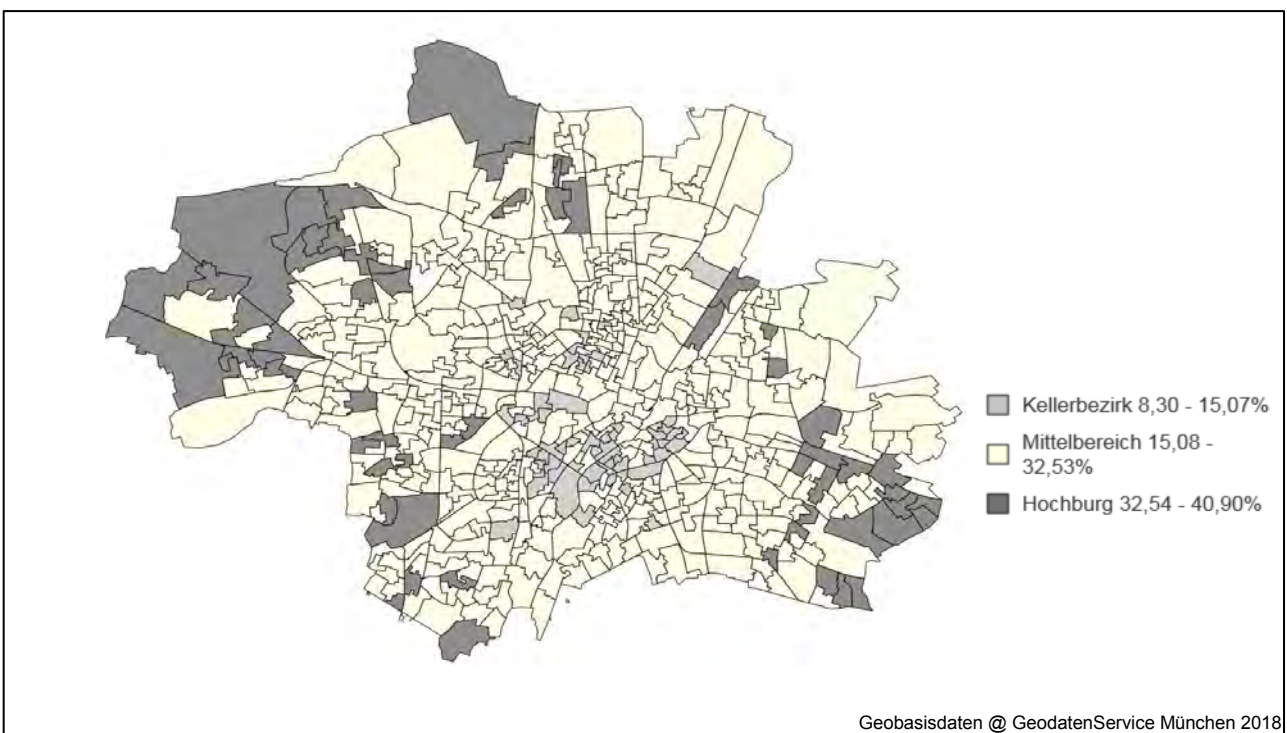 Kellerbezirk 8,30 - 15,07%
Mittelbereich 15,08 -
32,53%
Hochburg 32,54 - 40,90%
Geobasisdaten @ GeodatenService München 2018